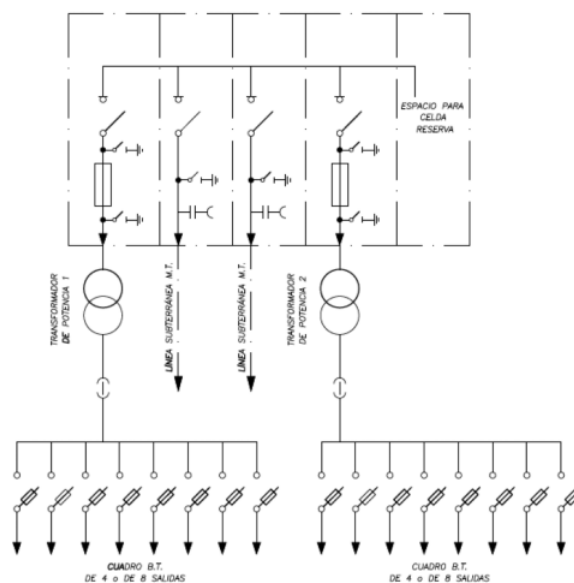 ESPACIO PARA
CELDA
RESERVA
TRANSFORMADOR
DE POTENCIA 1
LÍNEA SUBTERRÁNEA M.T.
LÍNEA SUBTERRÁNEA M.T.
TRANSFORMADOR
DE POTENCIA 2
CUADRO B.T.
DE 4 o DE 8 SALIDAS
CUADRO B.T.
DE 4 o DE 8 SALIDAS